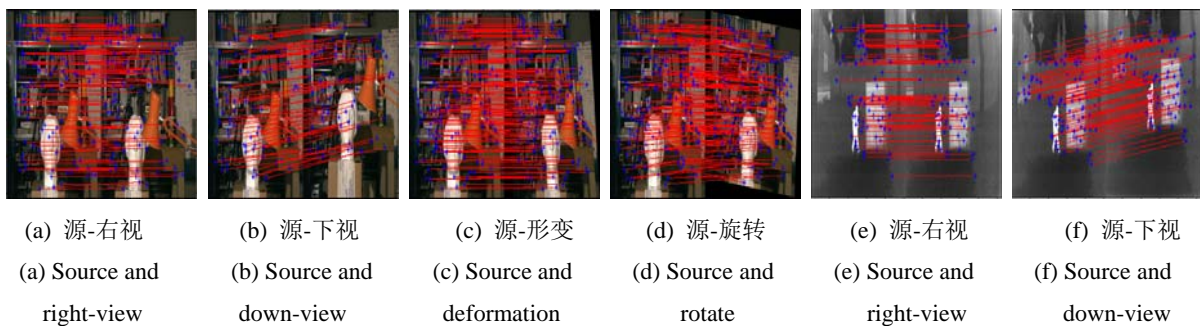 (a) 源-右视 (b) 源-下视 (c) 源-形变 (d) 源-旋转 (e) 源-右视 (f) 源-下视
(a) Source and (b) Source and (c) Source and (d) Source and (e) Source and (f) Source and
right-view down-view deformation rotate right-view down-view